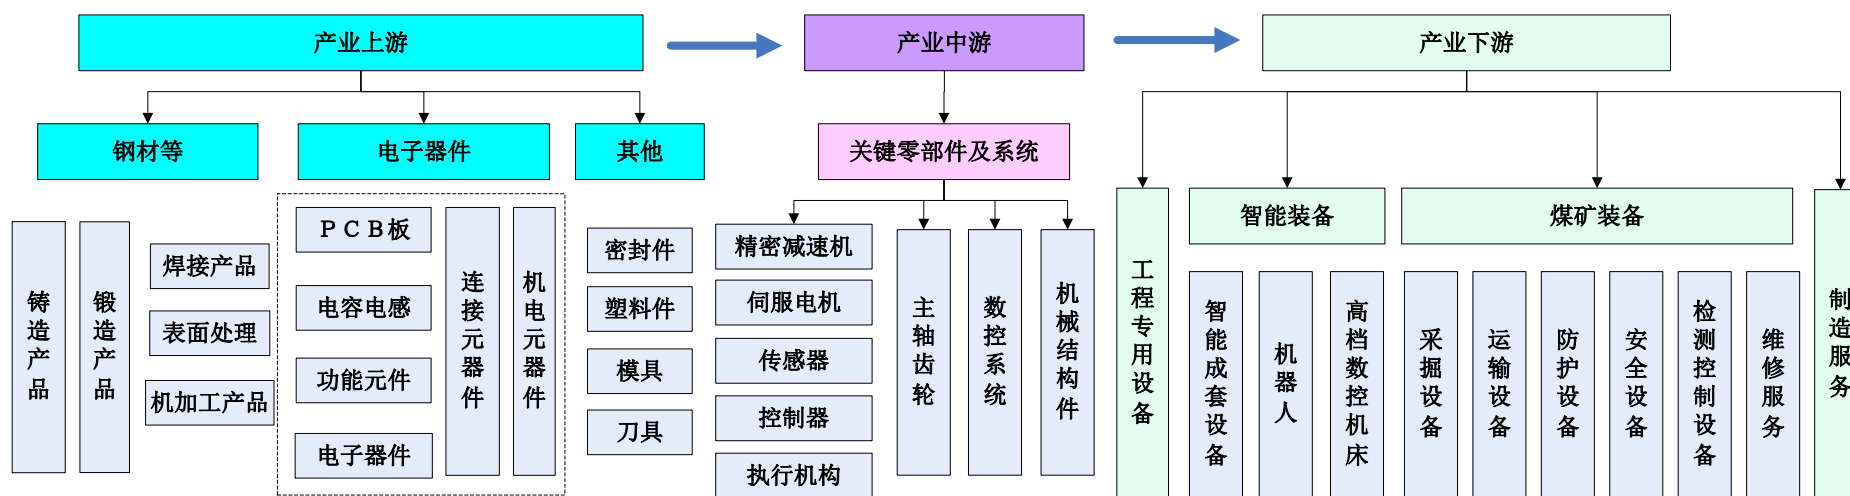 产业上游
产业中游
产业下游
钢材等
电子器件
其他
关键零部件及系统
工程专用设备
智能装备
煤矿装备
制造服务
铸造产品
锻造产品
焊接产品
表面处理
机加工产品
ＰＣＢ板
电容电感
功能元件
电子器件
连接元器件
机电元器件
密封件
塑料件
模具
刀具
精密减速机
伺服电机
传感器
控制器
执行机构
主轴齿轮
数控系统
机械结构件
智能成套设备
机器人
高档数控机床
采掘设备
运输设备
防护设备
安全设备
检测控制设备
维修服务